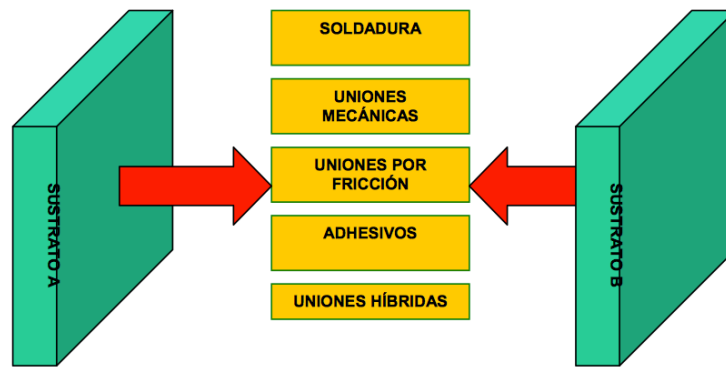 SOLDADURA
UNIONES
MECÁNICAS
UNIONES POR
FRICCIÓN
ADHESIVOS
UNIONES HÍBRIDAS
SUSTRATO A
SUSTRATO B